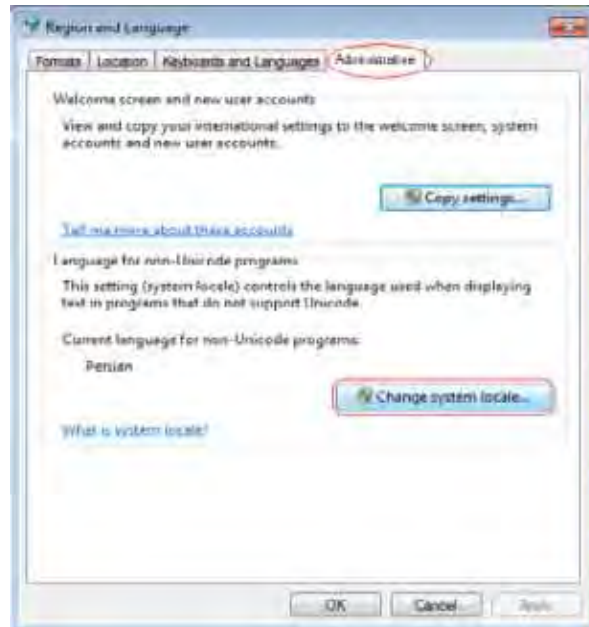 Region and Language
Formats Location Keyboards and Languages Administrative
Welcome screen and new user accounts
View and copy your international settings to the welcome screen, system
accounts and new user accounts.
Copy settings...
Tell me more about these accounts
Language for non-Unicode programs
This setting (system locale) controls the language used when displaying
text in programs that do not support Unicode.
Current language for non-Unicode programs:
Persian
Change system locale...
What is system locale?
OK Cancel Apply